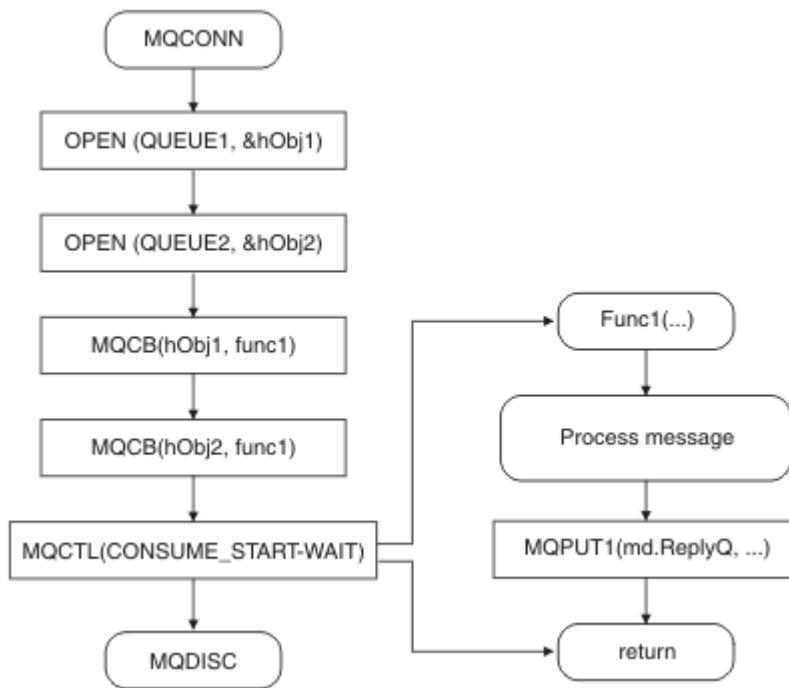 MQCONN
OPEN (QUEUE1, &hObj1)
OPEN (QUEUE2, &hObj2)
MQCB(hObj1, func1)
MQCB(hObj2, func1)
MQCTL(CONSUME_START-WAIT)
MQDISC
Func1(...)
Process message
MQPUT1(md.ReplyQ, ...)
return